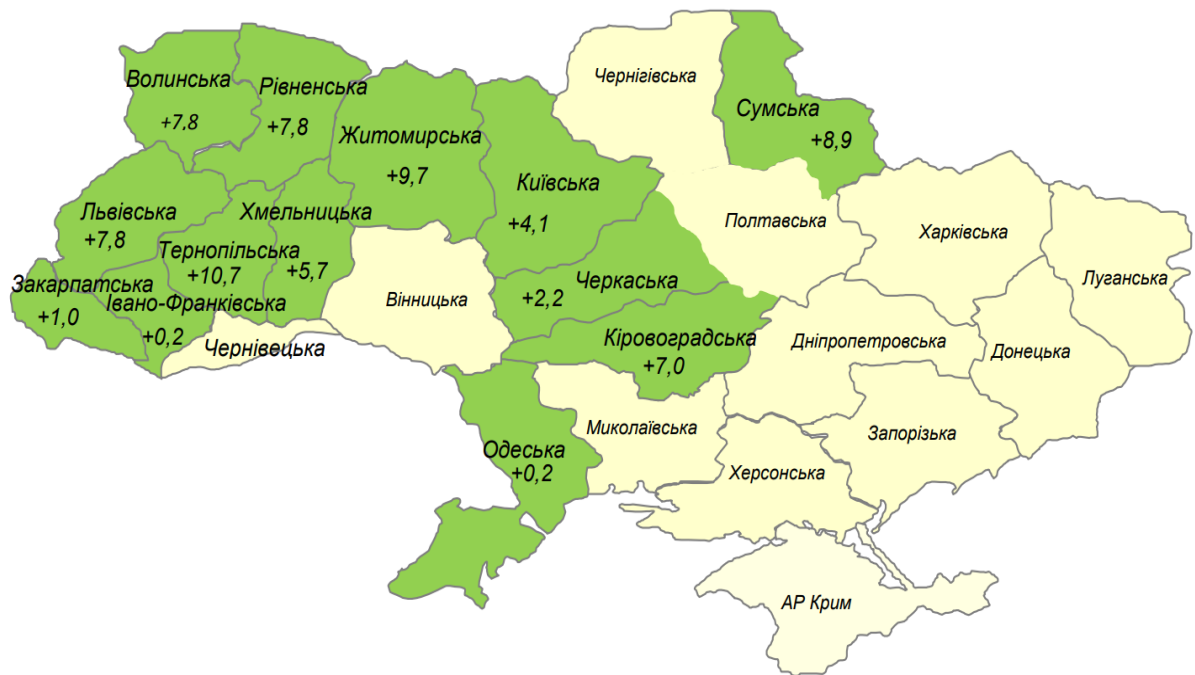 Чернігівська
Волинська
+7,8
Рівненська
+7,8
Житомирська
+9,7
Сумська
+8,9
Київська
+4,1
Львівська
+7,8
Хмельницька
+5,7
Тернопільська
+10,7
Закарпатська
+1,0
Івано-Франківська
+0,2
Чернівецька
Вінницька
Черкаська
+2,2
Полтавська
Харківська
Луганська
Кіровоградська
+7,0
Дніпропетровська
Донецька
Одеська
+0,2
Миколаївська
Запорізька
Херсонська
АР Крим